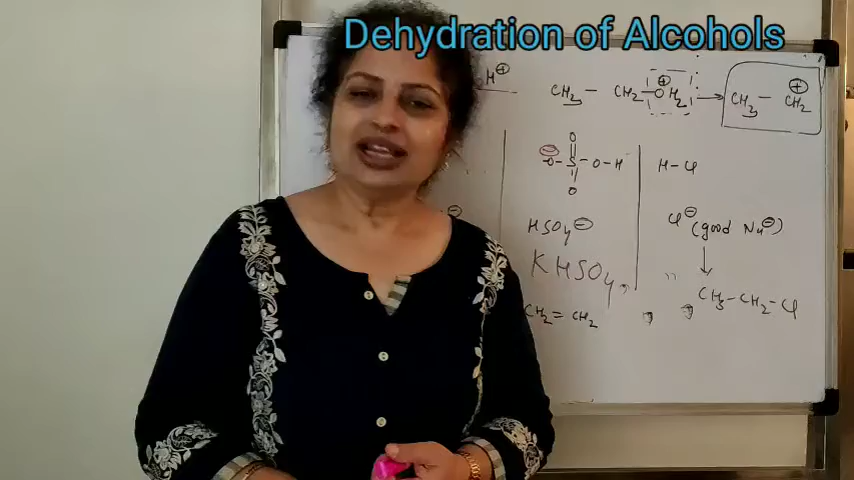 Dehydration of Alcohols
H⊕
CH3 – CH2 – O⊕H2 → CH3 – CH2⊕
O
⊖O – S – O – H
O
H – Cl
HSO4⊖
Cl⊖ (good Nu⊖)
KHSO4,
CH3 – CH2 – Cl
CH2 = CH2